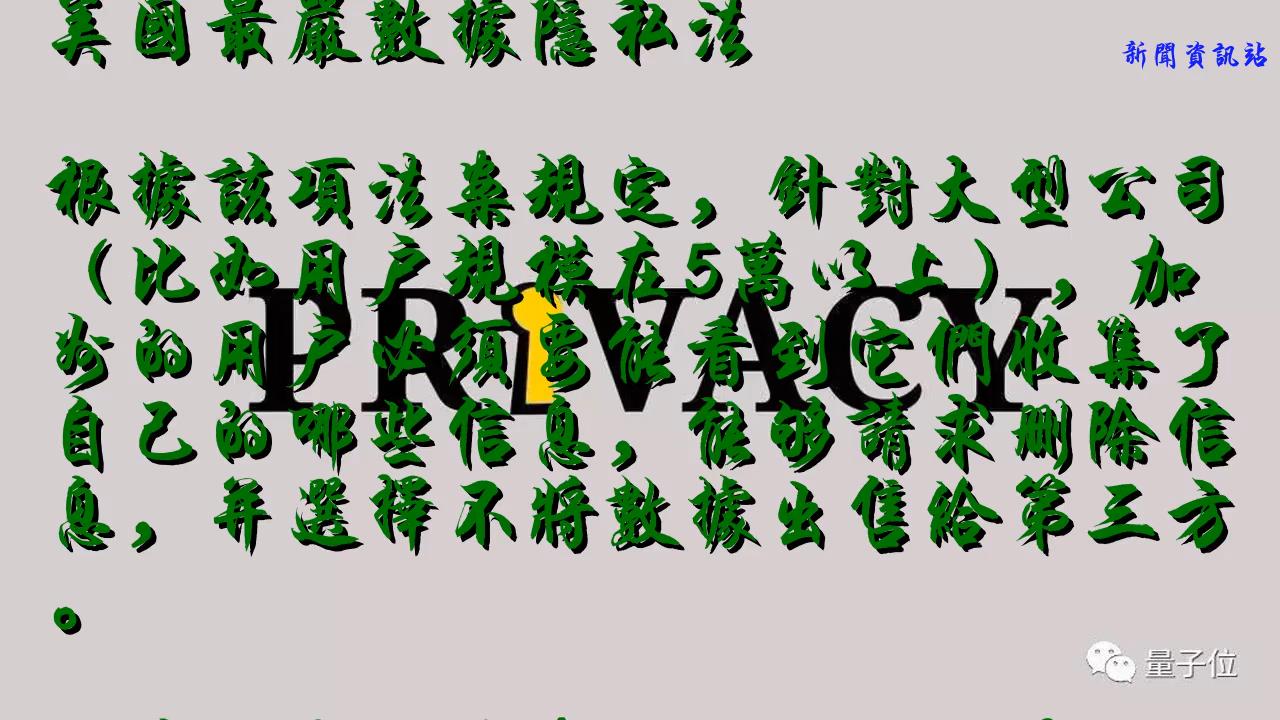 美國最嚴數據隱私法
新聞資訊站
根據該項法案規定，針對大型公司
（比如用户規模在5萬以上），加
州的用户必須要能看到它們收集了
自己的哪些信息，能够請求删除信
息，并選擇不將數據出售給第三方
。
PRIVACY
量子位